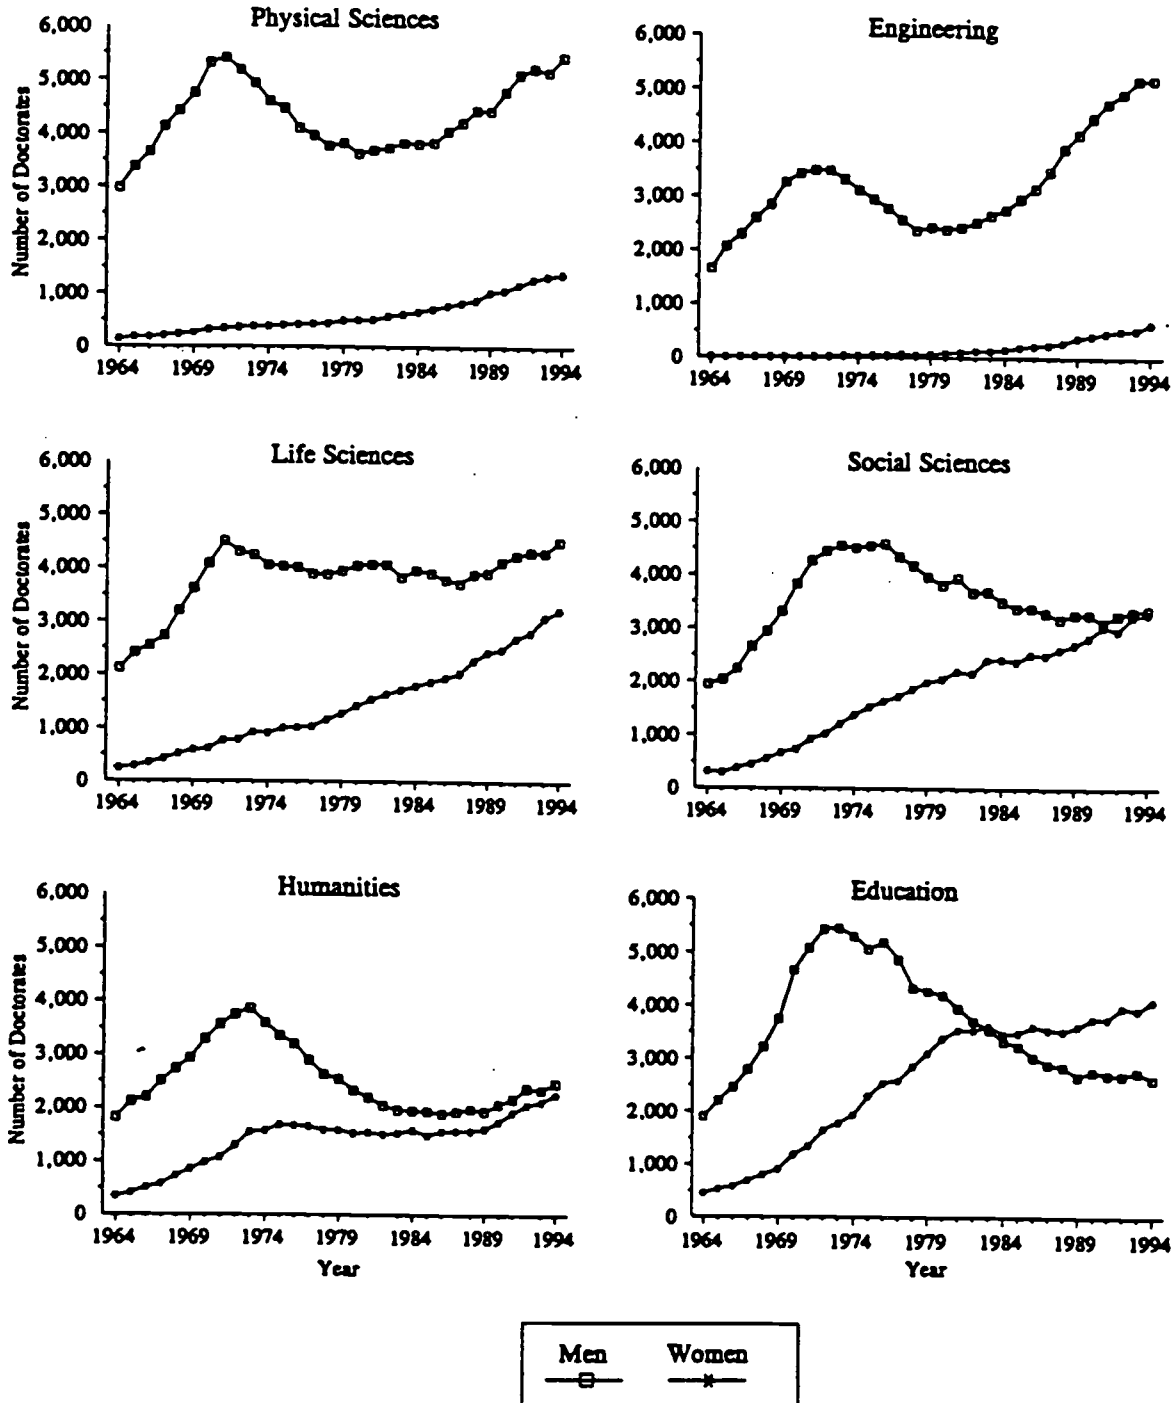 Physical Sciences
6,000
5,000
4,000
3,000
2,000
1,000
0
Number of Doctorates
1964 1969 1974 1979 1984 1989 1994
Engineering
6,000
5,000
4,000
3,000
2,000
1,000
0
1964 1969 1974 1979 1984 1989 1994
Life Sciences
6,000
5,000
4,000
3,000
2,000
1,000
0
Number of Doctorates
1964 1969 1974 1979 1984 1989 1994
Social Sciences
6,000
5,000
4,000
3,000
2,000
1,000
0
1964 1969 1974 1979 1984 1989 1994
Humanities
6,000
5,000
4,000
3,000
2,000
1,000
0
Number of Doctorates
1964 1969 1974 1979 1984 1989 1994
Year
Education
6,000
5,000
4,000
3,000
2,000
1,000
0
1964 1969 1974 1979 1984 1989 1994
Year
Men Women